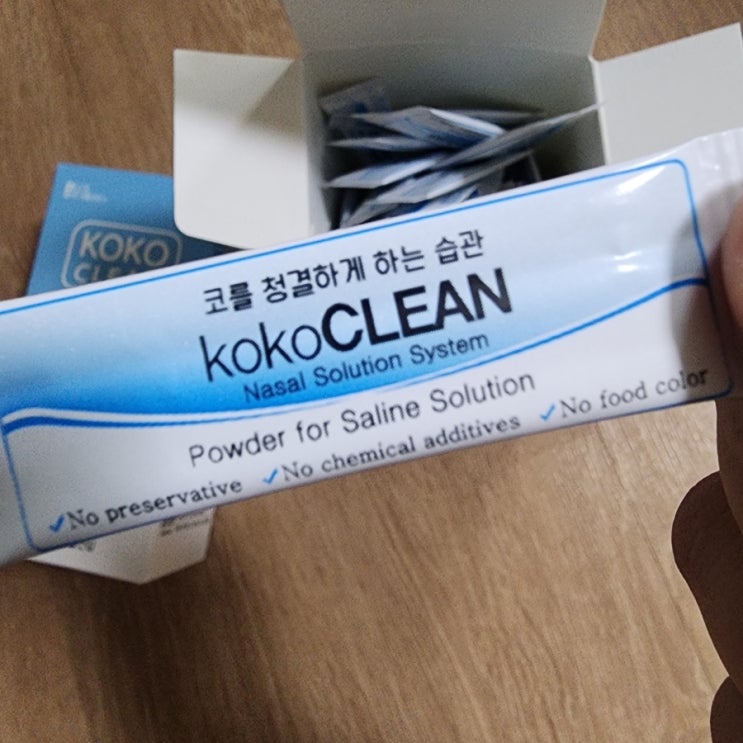 KOKO
CLEA
코를 청결하게 하는 습관
kokoCLEAN
Nasal Solution System
Powder for Saline Solution
No preservative
No chemical additives
No food color